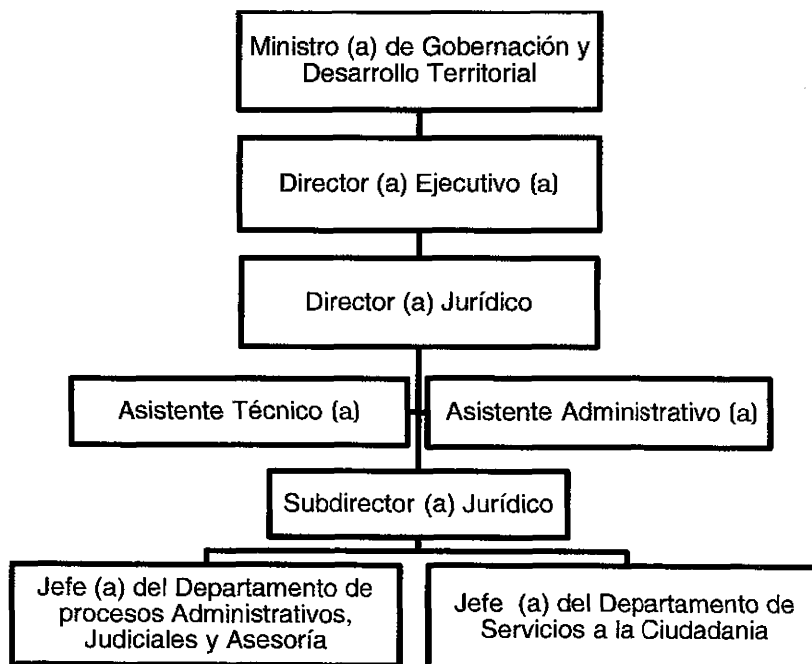 Ministro (a) de Gobernación y
Desarrollo Territorial
Director (a) Ejecutivo (a)
Director (a) Jurídico
Asistente Técnico (a)
Asistente Administrativo (a)
Subdirector (a) Jurídico
Jefe (a) del Departamento de
procesos Administrativos,
Judiciales y Asesoría
Jefe (a) del Departamento de
Servicios a la Ciudadania